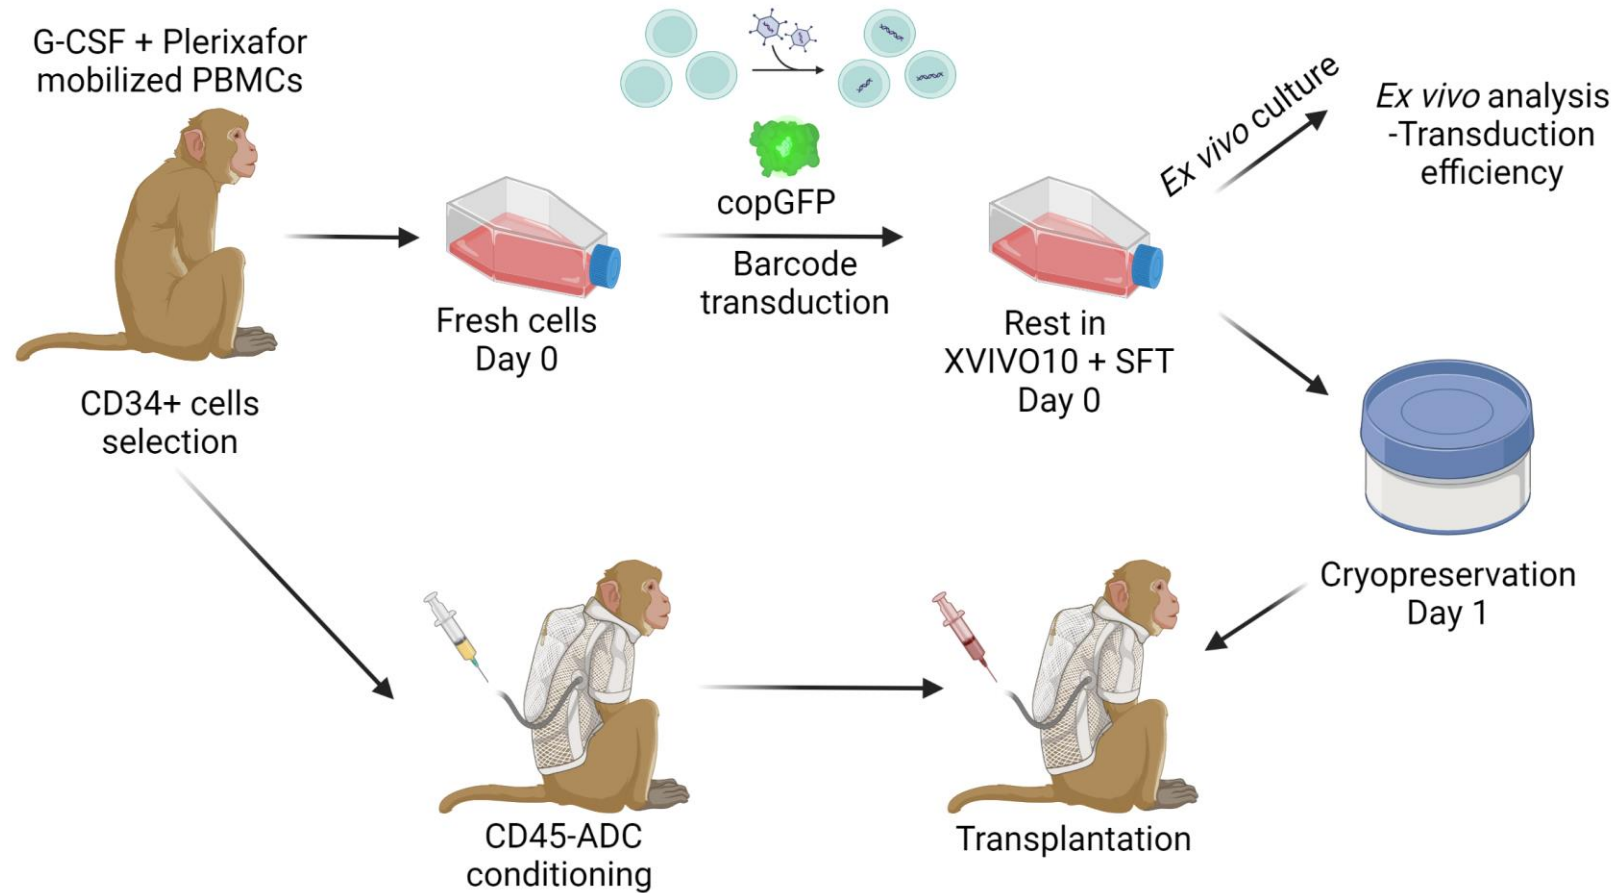 G-CSF + Plerixafor
mobilized PBMCs
CD34+ cells
selection
Fresh cells
Day 0
copGFP
Barcode
transduction
Rest in
XVIVO10 + SFT
Day 0
Ex vivo culture
Ex vivo analysis
-Transduction
efficiency
Cryopreservation
Day 1
CD45-ADC
conditioning
Transplantation